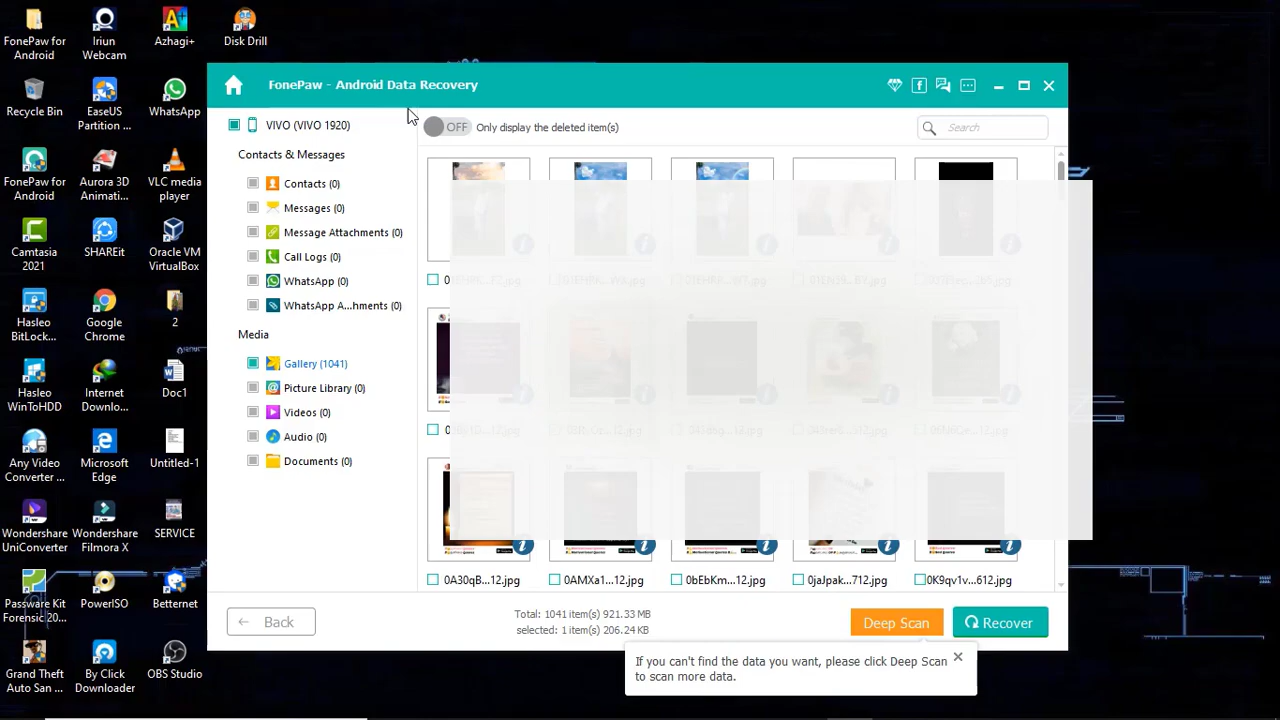 FonePaw for
Android
Iriun
Webcam
Azhagi+
Disk Drill
Recycle Bin
EaseUS
Partition ...
WhatsApp
FonePaw for
Android
Aurora 3D
Animati...
VLC media
player
Camtasia
2021
SHAREit
Oracle VM
VirtualBox
Hasleo
BitLock...
Google
Chrome
2
Hasleo
WinToHDD
Internet
Downlo...
Doc1
Any Video
Converter ...
Microsoft
Edge
Untitled-1
Wondershare
UniConverter
Wondershare
Filmora X
SERVICE
Passware Kit
Forensic 20...
PowerISO
Betternet
Grand Theft
Auto San ...
By Click
Downloader
OBS Studio
FonePaw - Android Data Recovery
VIVO (VIVO 1920)
OFF
Only display the deleted item(s)
Search
Contacts & Messages
Contacts (0)
Messages (0)
Message Attachments (0)
Call Logs (0)
WhatsApp (0)
WhatsApp A...hments (0)
Media
Gallery (1041)
Picture Library (0)
Videos (0)
Audio (0)
Documents (0)
0A30qB...12.jpg
0AMXa1...12.jpg
0bEbKm...12.jpg
0jaJpak...712.jpg
0K9qv1v...612.jpg
Back
Total: 1041 item(s) 921.33 MB
selected: 1 item(s) 206.24 KB
Deep Scan
Recover
If you can't find the data you want, please click Deep Scan
to scan more data.